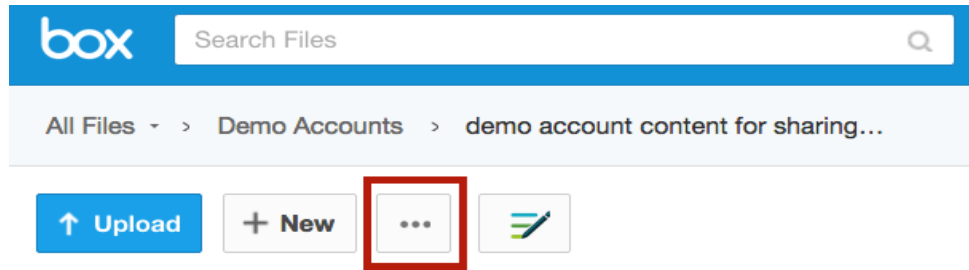 box Search Files
All Files > Demo Accounts > demo account content for sharing...
Upload + New ...